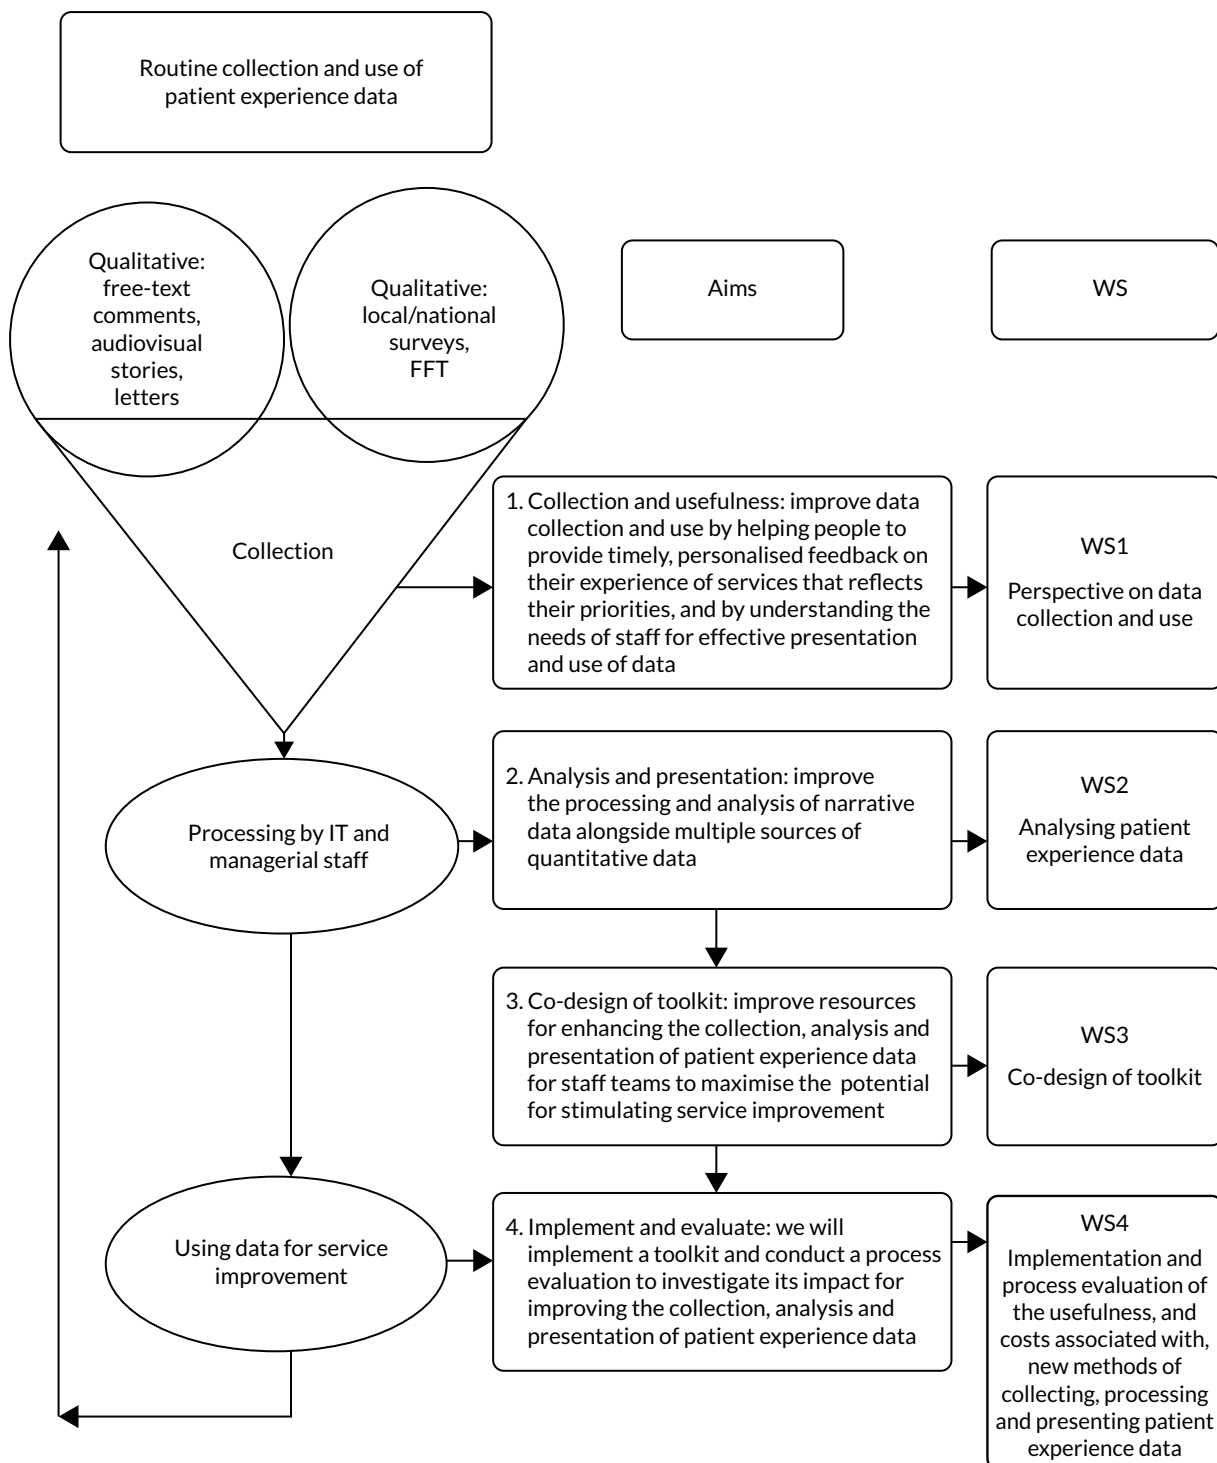 Routine collection and use of
patient experience data
Qualitative:
free-text
comments,
audiovisual
stories,
letters
Qualitative:
local/national
surveys,
FFT
Aims
WS
Collection
1. Collection and usefulness: improve data
collection and use by helping people to
provide timely, personalised feedback on
their experience of services that reflects
their priorities, and by understanding the
needs of staff for effective presentation
and use of data
WS1
Perspective on data
collection and use
Processing by IT and
managerial staff
2. Analysis and presentation: improve
the processing and analysis of narrative
data alongside multiple sources of
quantitative data
WS2
Analysing patient
experience data
3. Co-design of toolkit: improve resources
for enhancing the collection, analysis and
presentation of patient experience data
for staff teams to maximise the potential
for stimulating service improvement
WS3
Co-design of toolkit
Using data for service
improvement
4. Implement and evaluate: we will
implement a toolkit and conduct a process
evaluation to investigate its impact for
improving the collection, analysis and
presentation of patient experience data
WS4
Implementation and
process evaluation of
the usefulness, and
costs associated with,
new methods of
collecting, processing
and presenting patient
experience data